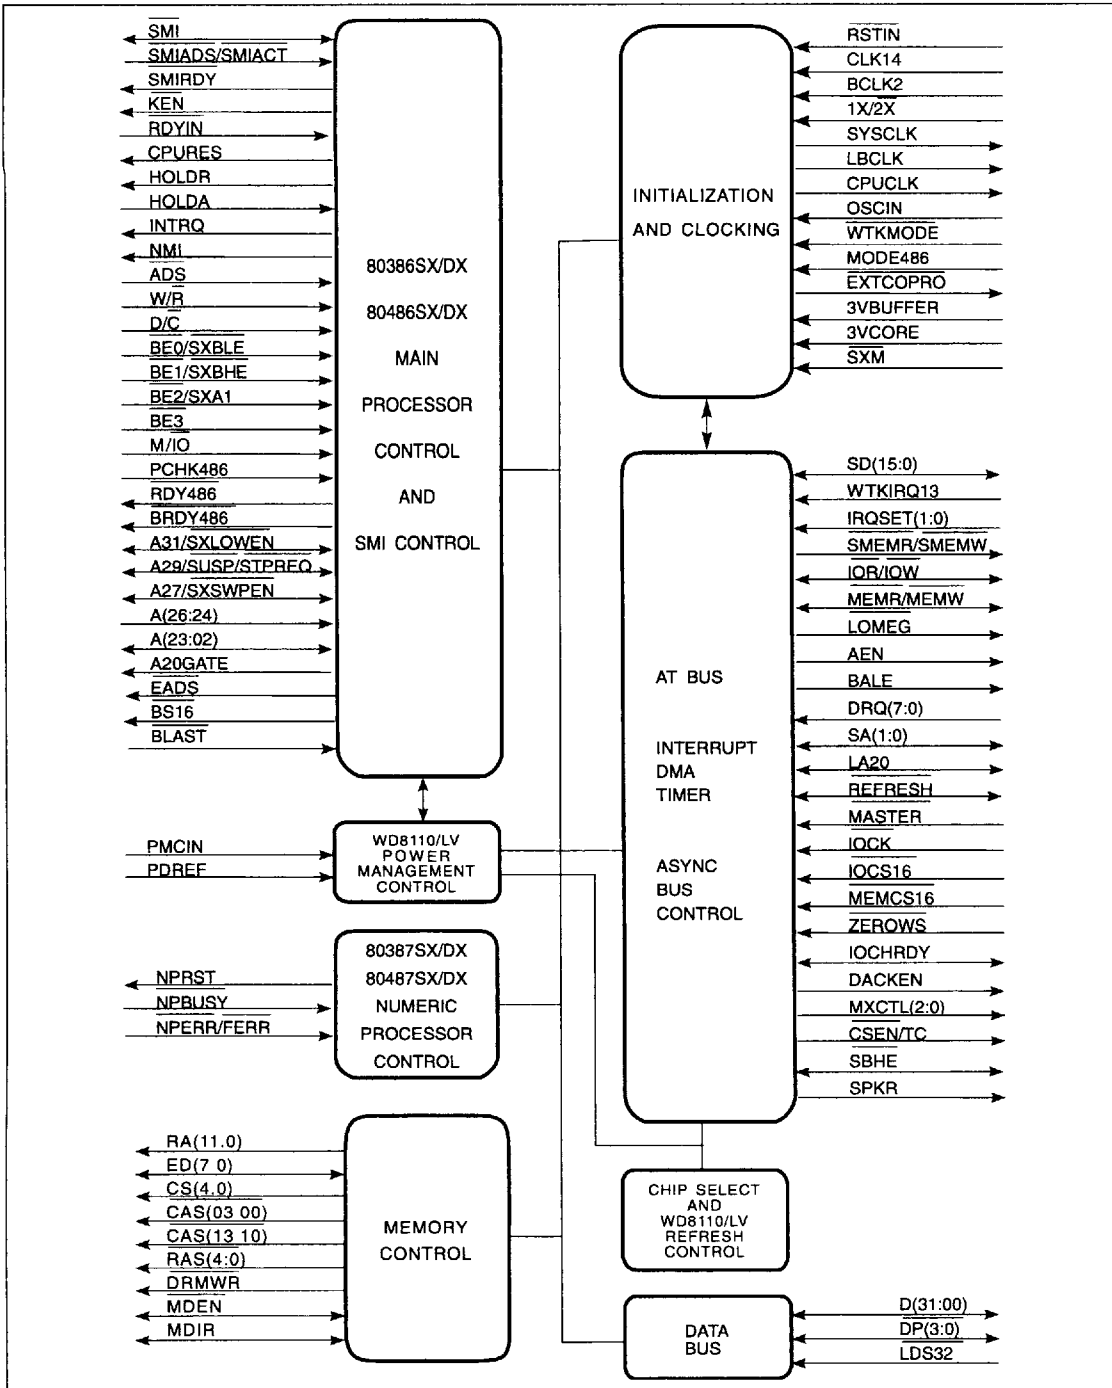 SMI
SMIADS/SMIACT
SMIRDY
KEN
RDYIN
CPURES
HOLDR
HOLDA
INTRQ
NMI
ADS
W/R
D/C
BE0/SXBLE
BE1/SXBHE
BE2/SXA1
BE3
M/IO
PCHK486
RDY486
BRDY486
A31/SXLOWEN
A29/SUSP/STPREQ
A27/SXSWPEN
A(26:24)
A(23:02)
A20GATE
EADS
BS16
BLAST
80386SX/DX
80486SX/DX
MAIN
PROCESSOR
CONTROL
AND
SMI CONTROL
PMCIN
PDREF
WD8110/LV
POWER
MANAGEMENT
CONTROL
NPRST
NPBUSY
NPERR/FERR
80387SX/DX
80487SX/DX
NUMERIC
PROCESSOR
CONTROL
RA(11.0)
ED(7 0)
CS(4.0)
CAS(03 00)
CAS(13 10)
RAS(4:0)
DRMWR
MDEN
MDIR
MEMORY
CONTROL
INITIALIZATION
AND CLOCKING
RSTIN
CLK14
BCLK2
1X/2X
SYSCLK
LBCLK
CPUCLK
OSCIN
WTKMODE
MODE486
EXTCOPRO
3VBUFFER
3VCORE
SXM
AT BUS
INTERRUPT
DMA
TIMER
ASYNC
BUS
CONTROL
SD(15:0)
WTKIRQ13
IRQSET(1:0)
SMEMR/SMEMW
IOR/IOW
MEMR/MEMW
LOMEG
AEN
BALE
DRQ(7:0)
SA(1:0)
LA20
REFRESH
MASTER
IOCK
IOCS16
MEMCS16
ZEROWS
IOCHRDY
DACKEN
MXCTL(2:0)
CSEN/TC
SBHE
SPKR
CHIP SELECT
AND
WD8110/LV
REFRESH
CONTROL
DATA
BUS
D(31:00)
DP(3:0)
LDS32